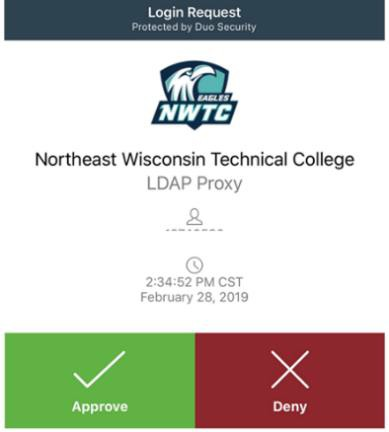 Login Request
Protected by Duo Security
EAGLES
NWTC
Northeast Wisconsin Technical College
LDAP Proxy
2:34:52 PM CST
February 28, 2019
Approve
Deny